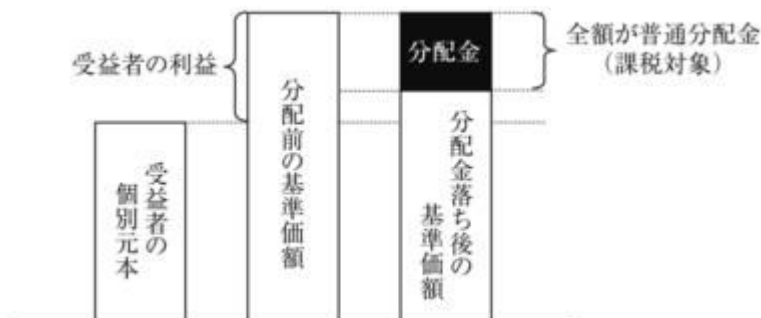 受益者の利益
受益者の
個別元本
分配前の基準価額
分配金
分配金落ち後の
基準価額
全額が普通分配金
（課税対象）